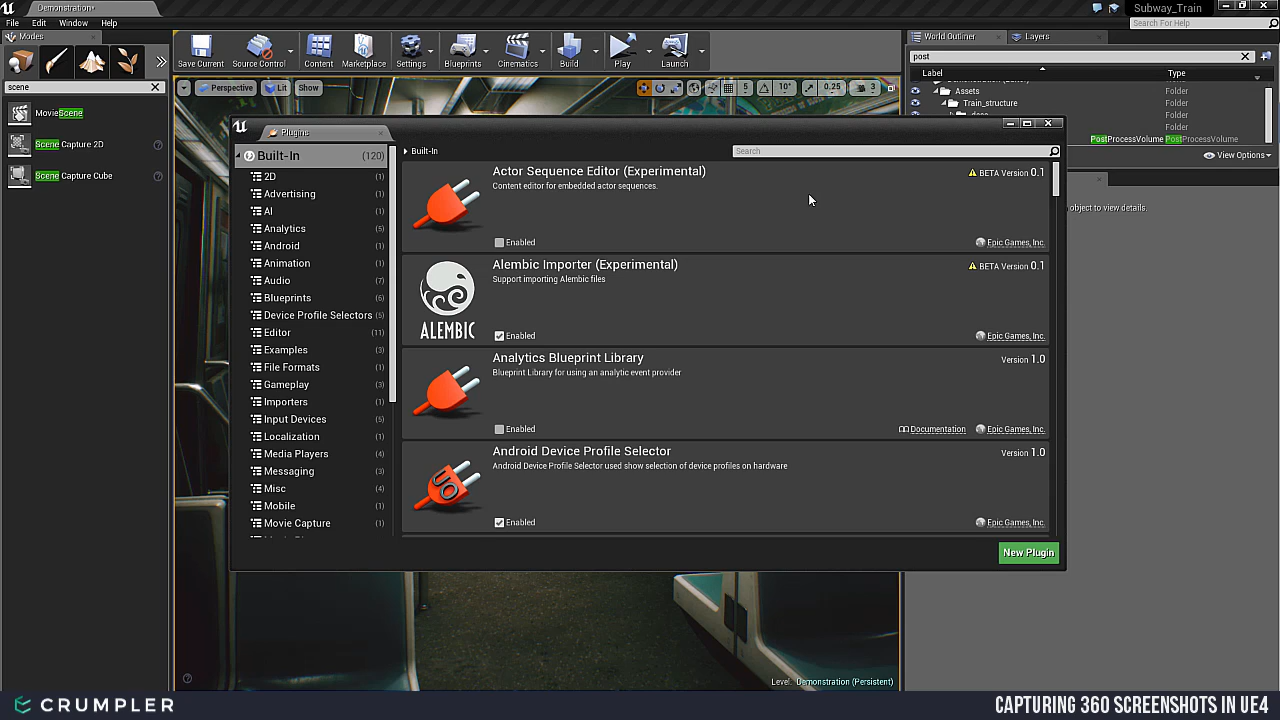 Demonstration*
Subway_Train
File Edit Window Help
Search For Help
Modes
scene
MovieScene
Scene Capture 2D
Scene Capture Cube
Save Current
Source Control
Content
Marketplace
Settings
Blueprints
Cinematics
Build
Play
Launch
Perspective
Lit
Show
5
10°
0.25
3
World Outliner
Layers
post
Label
Type
Assets Folder
Train_structure Folder
Folder
Folder
PostProcessVolume PostProcessVolume
View Options
object to view details.
Plugins
Built-In (120)
2D (1)
Advertising (1)
AI (1)
Analytics (5)
Android (1)
Animation (1)
Audio (7)
Blueprints (6)
Device Profile Selectors (5)
Editor (11)
Examples (3)
File Formats (1)
Gameplay (3)
Importers (1)
Input Devices (5)
Localization (1)
Media Players (4)
Messaging (3)
Misc (4)
Mobile (1)
Movie Capture (1)
Built-In
Search
Actor Sequence Editor (Experimental)
BETA Version 0.1
Content editor for embedded actor sequences.
Enabled
Epic Games, Inc.
Alembic Importer (Experimental)
BETA Version 0.1
Support importing Alembic files
ALEMBIC
Enabled
Epic Games, Inc.
Analytics Blueprint Library
Version 1.0
Blueprint Library for using an analytic event provider
Enabled
Documentation
Epic Games, Inc.
Android Device Profile Selector
Version 1.0
Android Device Profile Selector used show selection of device profiles on hardware
Enabled
Epic Games, Inc.
New Plugin
Level: Demonstration (Persistent)
CRUMPLER
CAPTURING 360 SCREENSHOTS IN UE4